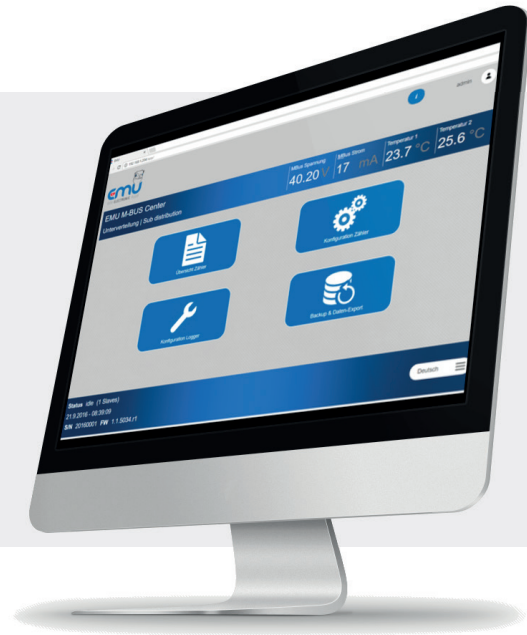 i
admin
emu
EMU M-BUS Center
Unterverteilung | Sub distribution
MBus Spannung
40.20 V
MBus Strom
17 mA
Temperatur 1
23.7 °C
Temperatur 2
25.6 °C
Übersicht Zähler
Konfiguration Zähler
Konfiguration Logger
Backup & Daten-Export
Status idle (1 Slaves)
21.9.2016 - 08:39:09
S/N 20160001 FW 1.1.5034.r1
Deutsch